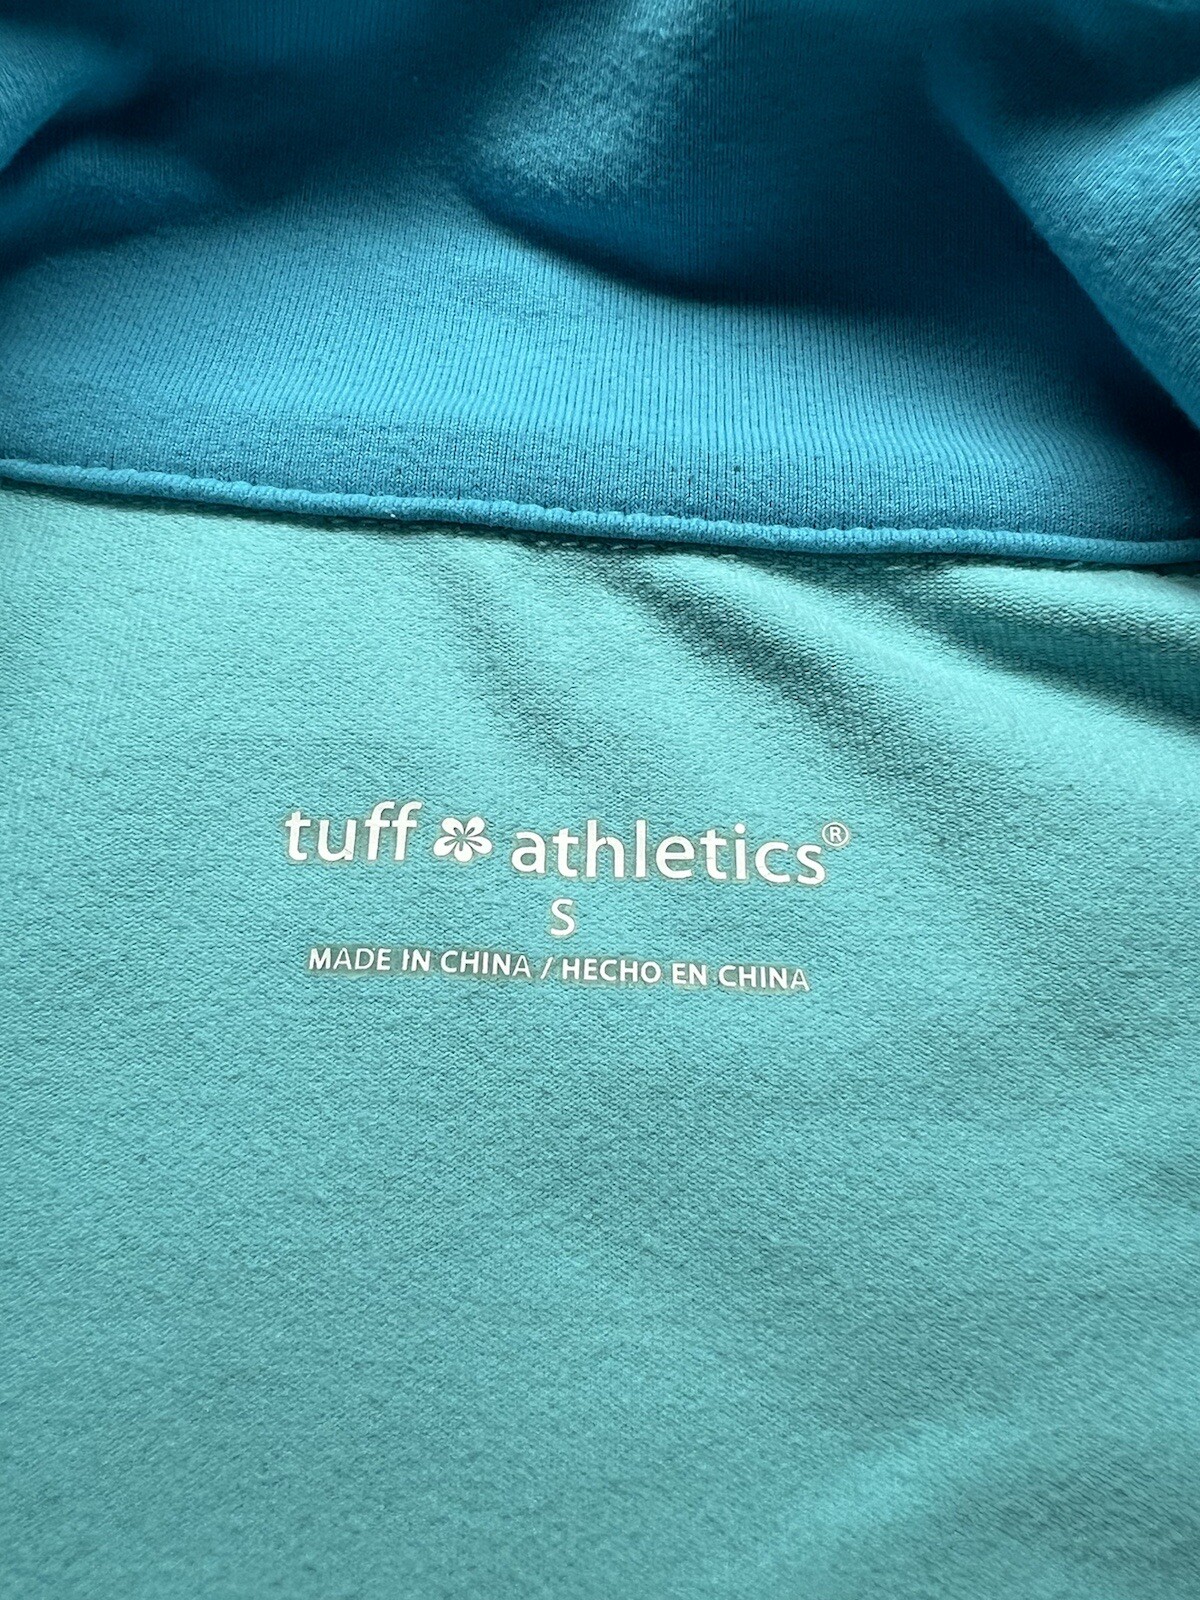 tuff athletics®
S
MADE IN CHINA / HECHO EN CHINA